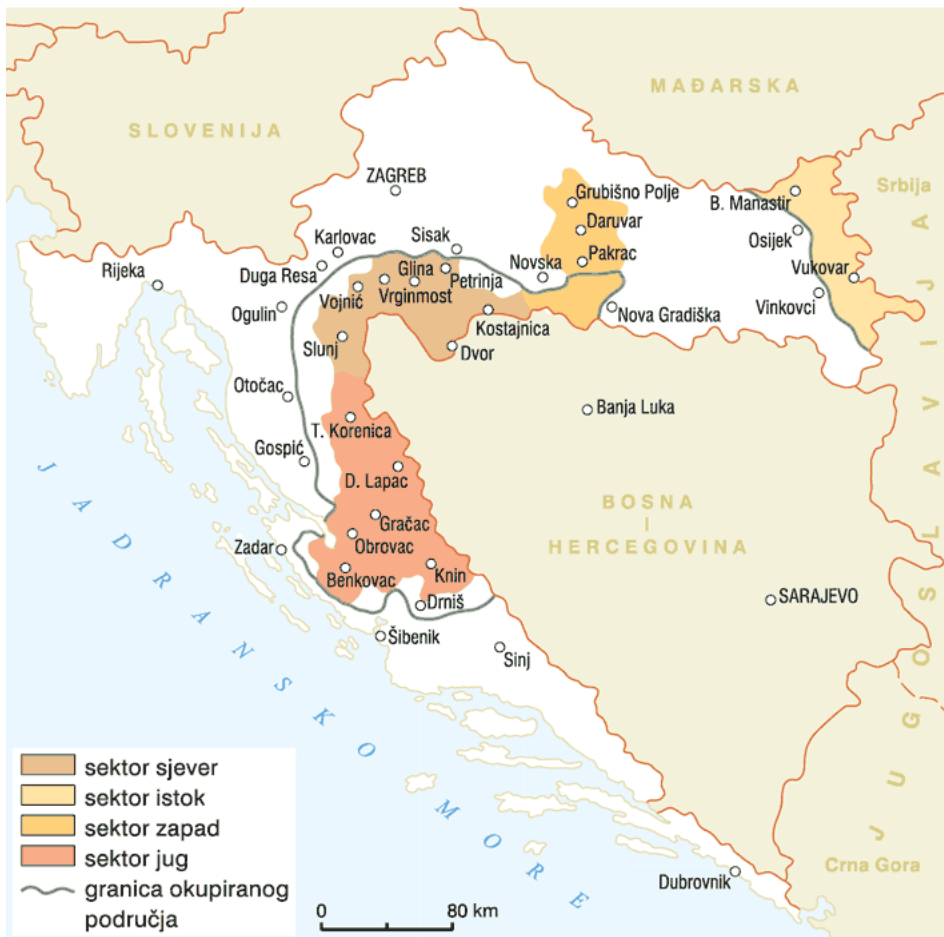 MAĐARSKA
SLOVENIJA
Srbija
ZAGREB
Grubišno Polje
B. Manastir
Daruvar
Osijek
Karlovac
Sisak
Pakrac
Rijeka
Duga Resa
Glina
Petrinja
Novska
Vukovar
Vojnić
Vrginmost
Vinkovci
Ogulin
Kostajnica
Nova Gradiška
Slunj
Dvor
Otočac
Banja Luka
T. Korenica
Gospić
D. Lapac
BOSNA
I
HERCEGOVINA
Gračac
Zadar
Obrovac
Benkovac
Knin
Drniš
SARAJEVO
Šibenik
Sinj
JADRANSKO MORE
JUGOSLAVIJA
Crna Gora
Dubrovnik
sektor sjever
sektor istok
sektor zapad
sektor jug
granica okupiranog
područja
0 80 km